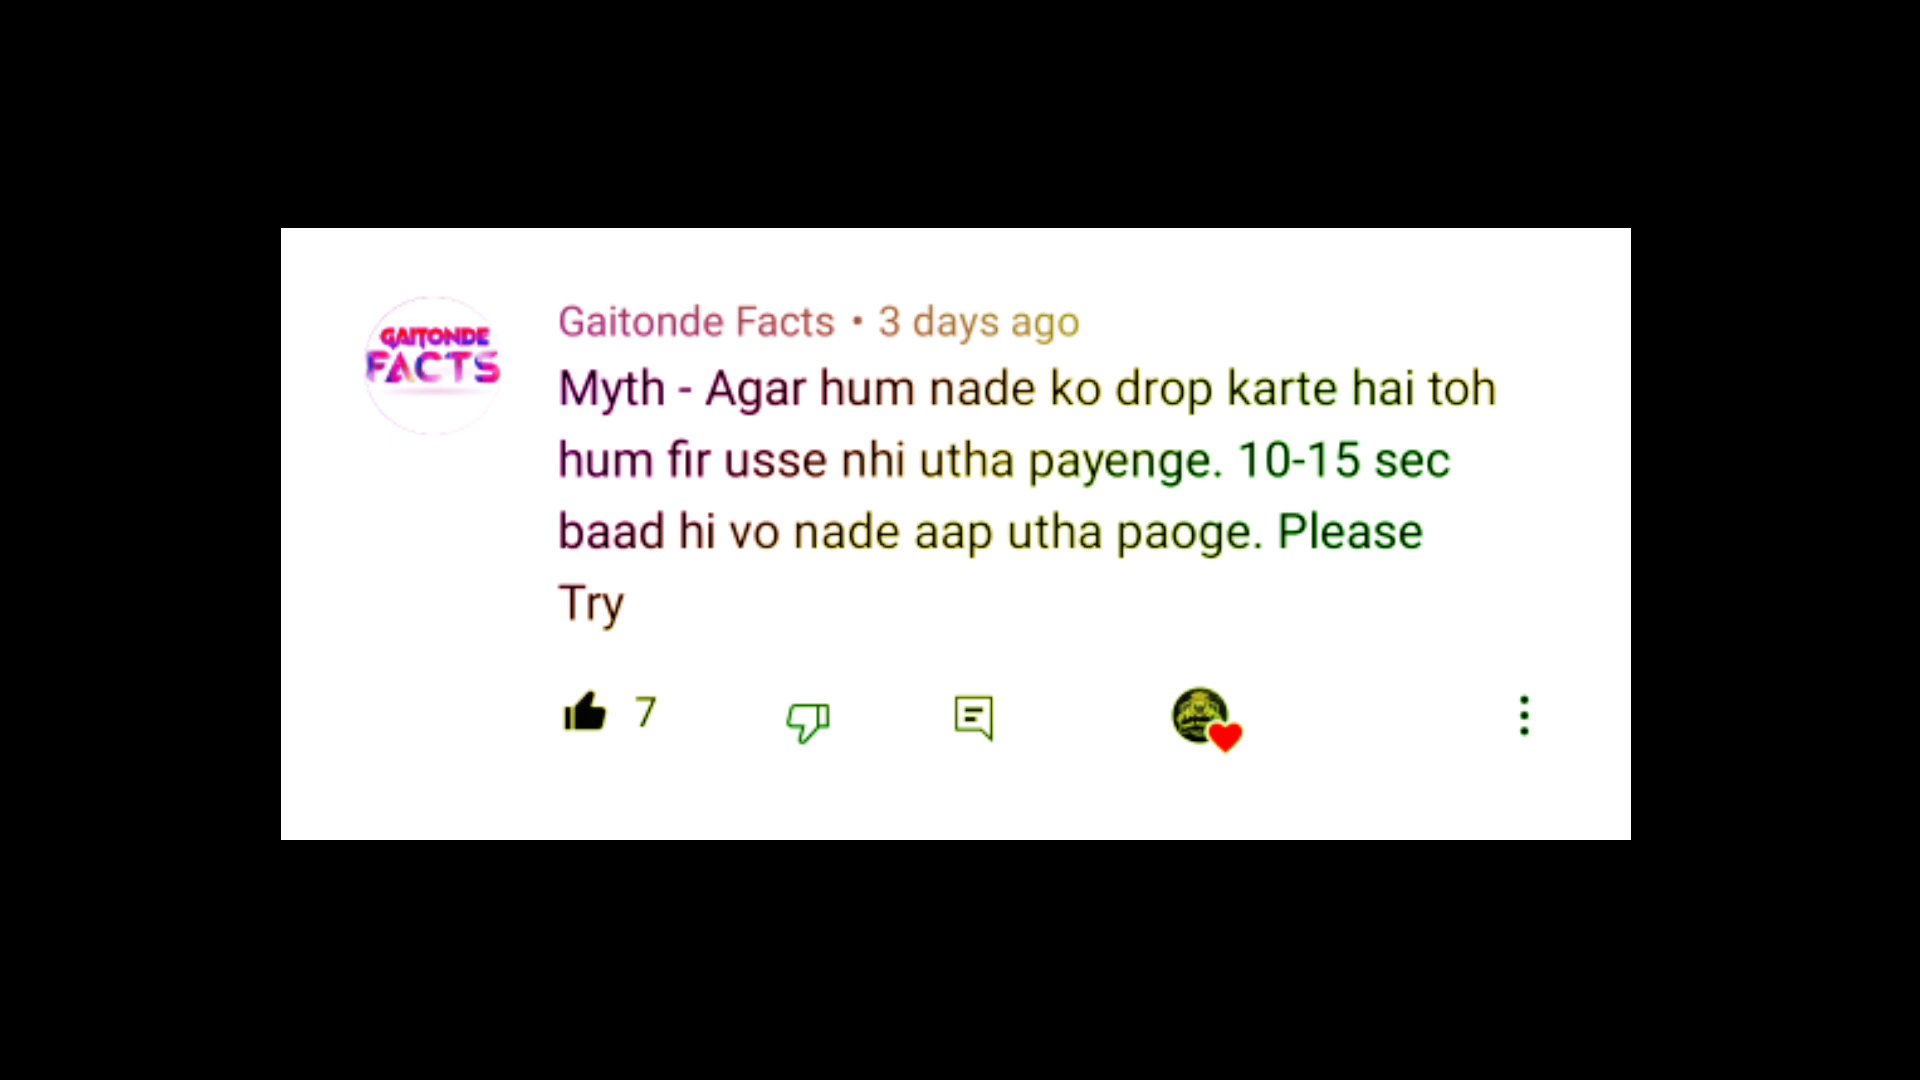 GAITONDE
FACTS
Gaitonde Facts • 3 days ago
Myth - Agar hum nade ko drop karte hai toh
hum fir usse nhi utha payenge. 10-15 sec
baad hi vo nade aap utha paoge. Please
Try
7